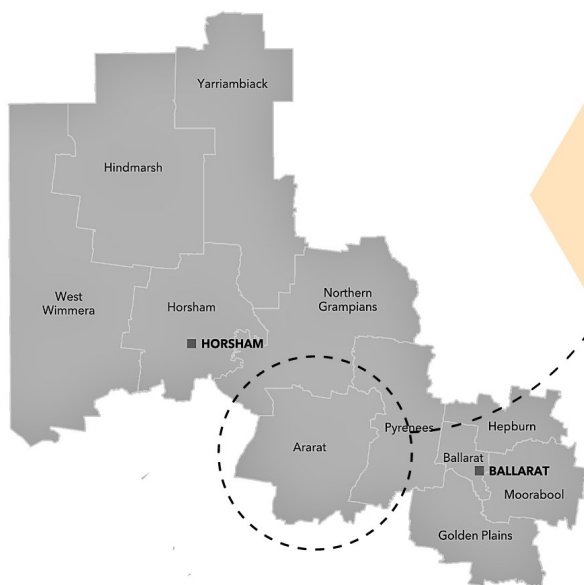 Yarriambiack
Hindmarsh
West
Wimmera
Horsham
Northern
Grampians
HORSHAM
Pyrenees
Hepburn
Ararat
Ballarat
BALLARAT
Moorabool
Golden Plains